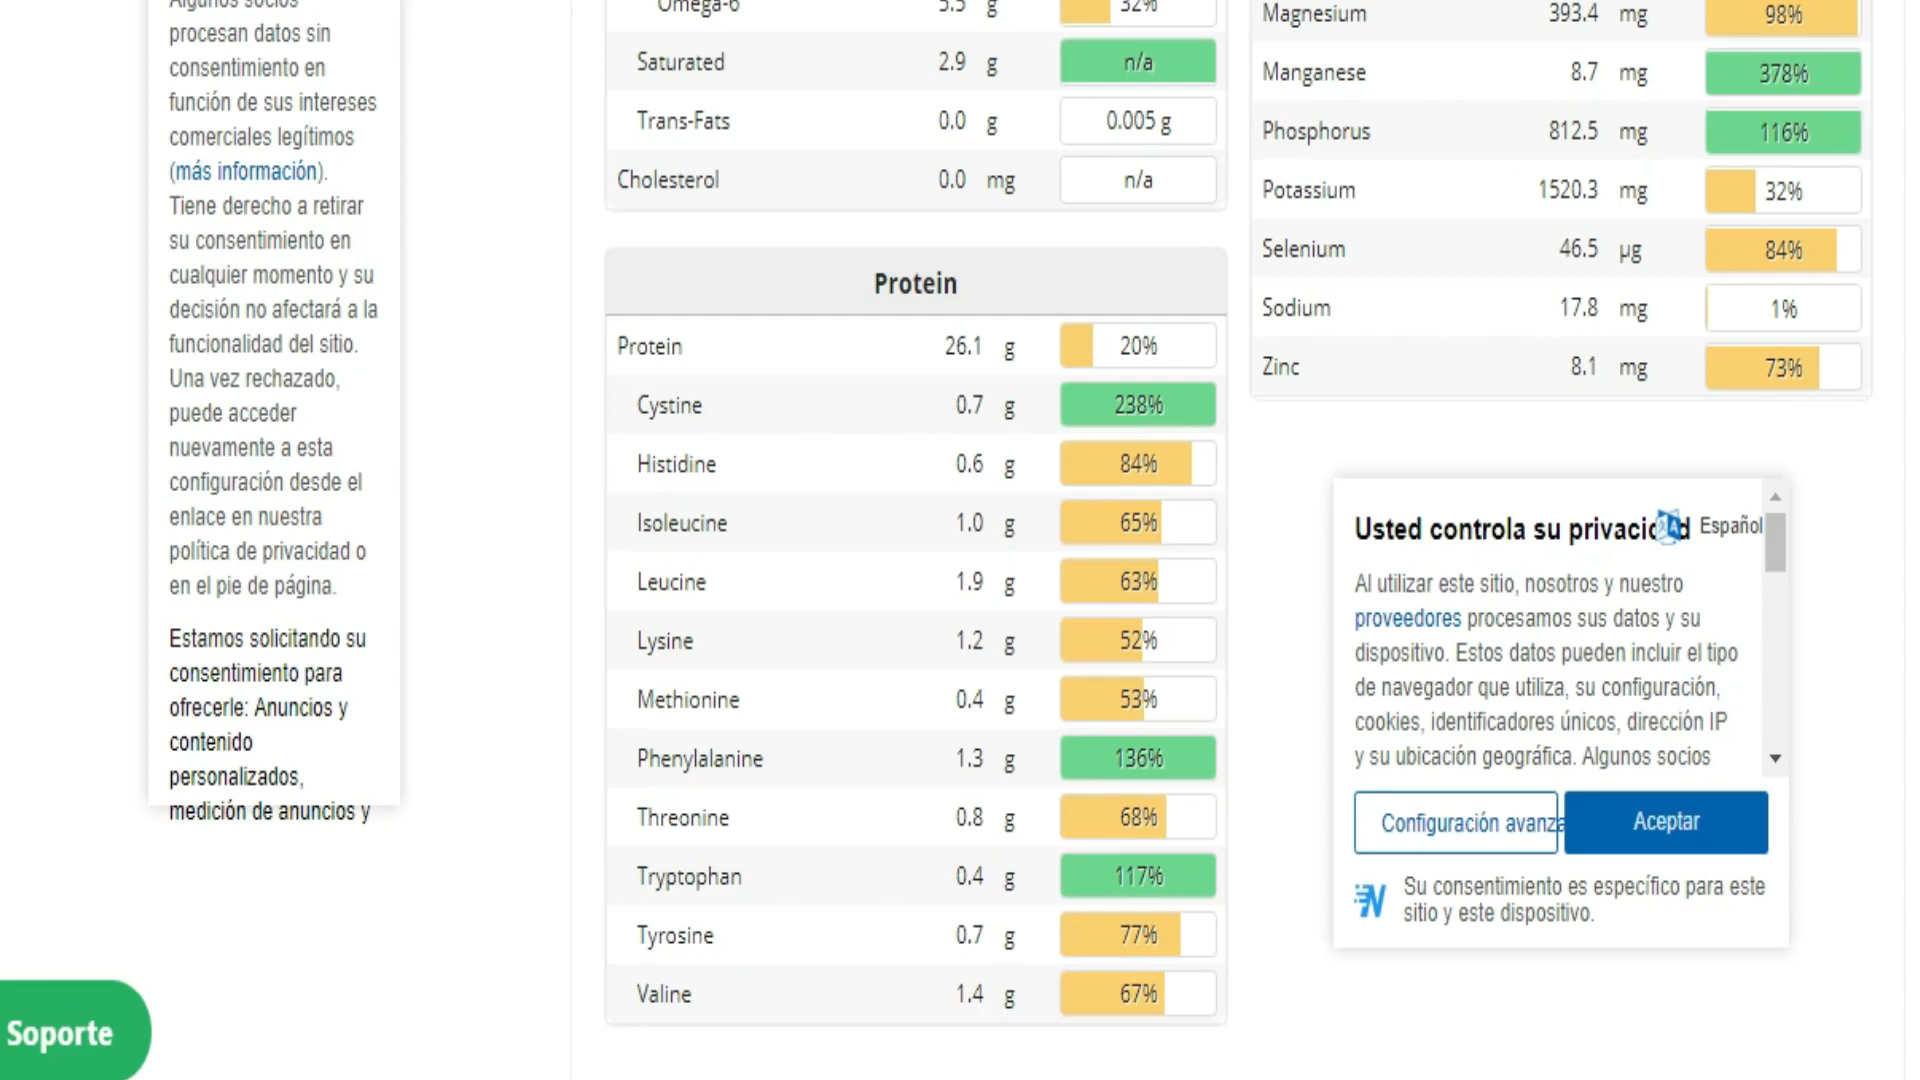 Algunos socios
procesan datos sin
consentimiento en
función de sus intereses
comerciales legítimos
(más información).
Tiene derecho a retirar
su consentimiento en
cualquier momento y su
decisión no afectará a la
funcionalidad del sitio.
Una vez rechazado,
puede acceder
nuevamente a esta
configuración desde el
enlace en nuestra
política de privacidad o
en el pie de página.
Estamos solicitando su
consentimiento para
ofrecerle: Anuncios y
contenido
personalizados,
medición de anuncios y
Soporte
Omega-6 5.5 g 32%
Saturated 2.9 g n/a
Trans-Fats 0.0 g 0.005 g
Cholesterol 0.0 mg n/a
Protein
Protein 26.1 g 20%
Cystine 0.7 g 238%
Histidine 0.6 g 84%
Isoleucine 1.0 g 65%
Leucine 1.9 g 63%
Lysine 1.2 g 52%
Methionine 0.4 g 53%
Phenylalanine 1.3 g 136%
Threonine 0.8 g 68%
Tryptophan 0.4 g 117%
Tyrosine 0.7 g 77%
Valine 1.4 g 67%
Magnesium 393.4 mg 98%
Manganese 8.7 mg 378%
Phosphorus 812.5 mg 116%
Potassium 1520.3 mg 32%
Selenium 46.5 µg 84%
Sodium 17.8 mg 1%
Zinc 8.1 mg 73%
Usted controla su privacidad Español
Al utilizar este sitio, nosotros y nuestro
proveedores procesamos sus datos y su
dispositivo. Estos datos pueden incluir el tipo
de navegador que utiliza, su configuración,
cookies, identificadores únicos, dirección IP
y su ubicación geográfica. Algunos socios
Configuración avanza
Aceptar
Su consentimiento es específico para este
sitio y este dispositivo.